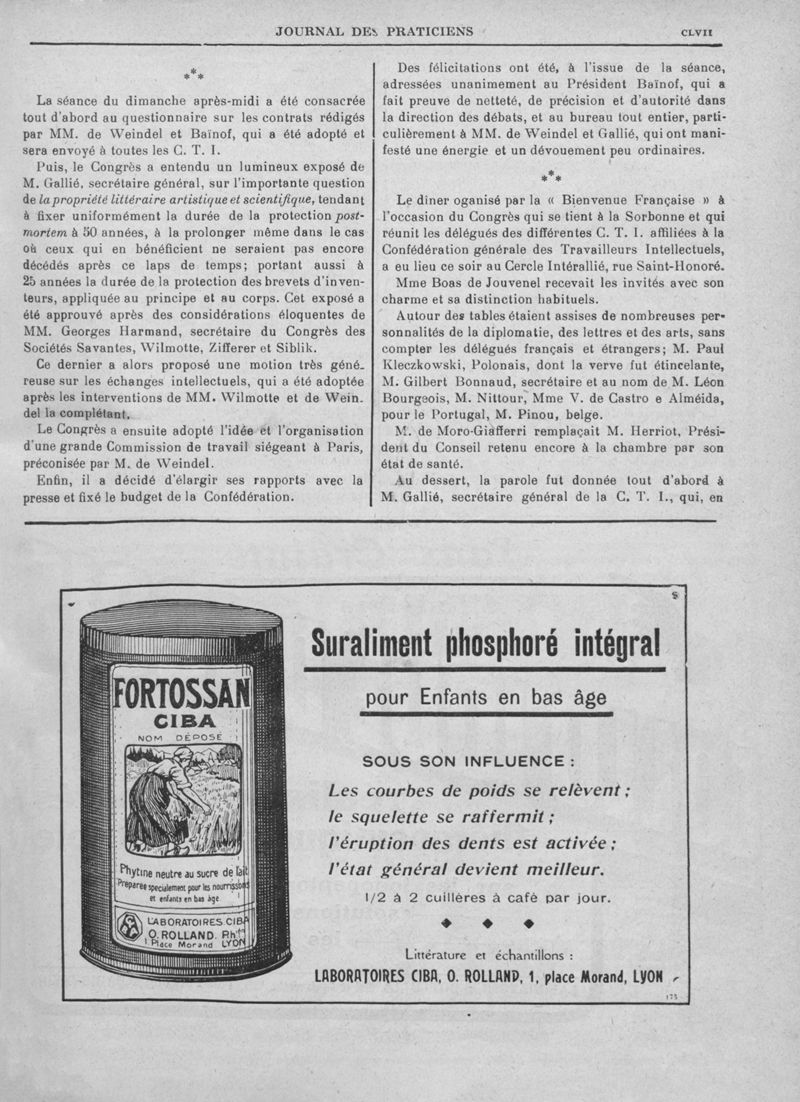 JOURNAL DES PRATICIENS
CLVII
***
La séance du dimanche après-midi a été consacrée
tout d'abord au questionnaire sur les contrats rédigés
par MM. de Weindel et Baïnof, qui a été adopté et
sera envoyé à toutes les C. T. I.
Puis, le Congrès a entendu un lumineux exposé de
M. Gallié, secrétaire général, sur l'importante question
de la propriété littéraire artistique et scientifique, tendant
à fixer uniformément la durée de la protection post-
mortem à 50 années, à la prolonger même dans le cas
où ceux qui en bénéficient ne seraient pas encore
décédés après ce laps de temps; portant aussi à
25 années la durée de la protection des brevets d'inven-
teurs, appliquée au principe et au corps. Cet exposé a
été approuvé après des considérations éloquentes de
MM. Georges Harmand, secrétaire du Congrès des
Sociétés Savantes, Wilmotte, Zifferer et Siblik.
Ce dernier a alors proposé une motion très géné-
reuse sur les échanges intellectuels, qui a été adoptée
après les interventions de MM. Wilmotte et de Wein.
del la complétant.
Le Congrès a ensuite adopté l'idée et l'organisation
d'une grande Commission de travail siégeant à Paris,
préconisée par M. de Weindel.
Enfin, il a décidé d'élargir ses rapports avec la
presse et fixé le budget de la Confédération.
Des félicitations ont été, à l'issue de la séance,
adressées unanimement au Président Baïnof, qui a
fait preuve de netteté, de précision et d'autorité dans
la direction des débats, et au bureau tout entier, parti-
culièrement à MM. de Weindel et Gallié, qui ont mani-
festé une énergie et un dévouement peu ordinaires.
***
Le diner oganisé par la « Bienvenue Française » à
l'occasion du Congrès qui se tient à la Sorbonne et qui
réunit les délégués des différentes C. T. I. affiliées à la
Confédération générale des Travailleurs Intellectuels,
a eu lieu ce soir au Cercle Intérallié, rue Saint-Honoré.
Mme Boas de Jouvenel recevait les invités avec son
charme et sa distinction habituels.
Autour des tables étaient assises de nombreuses per-
sonnalités de la diplomatie, des lettres et des arts, sans
compter les délégués français et étrangers; M. Paul
Kleczkowski, Polonais, dont la verve fut étincelante,
M. Gilbert Bonnaud, secrétaire et au nom de M. Léon
Bourgeois, M. Nittour, Mme V. de Castro e Alméida,
pour le Portugal, M. Pinou, belge.
M. de Moro-Giafferri remplaçait M. Herriot, Prési-
dent du Conseil retenu encore à la chambre par son
état de santé.
Au dessert, la parole fut donnée tout d'abord à
M. Gallié, secrétaire général de la C. T. I., qui, en
FORTOSSAN
CIBA
NOM DÉPOSÉ
Phytine neutre au sucre de lait
Préparée spécialement pour les nourrissons
et enfants en bas âge
LABORATOIRES CIBA
O. ROLLAND. Ph.en
1 Place Morand LYON
Suraliment phosphoré intégral
pour Enfants en bas âge
SOUS SON INFLUENCE :
Les courbes de poids se relèvent ;
le squelette se raffermit ;
l'éruption des dents est activée ;
l'état général devient meilleur.
1/2 à 2 cuillères à café par jour.
Littérature et échantillons :
LABORATOIRES CIBA, O. ROLLAND, 1, place Morand, LYON
175